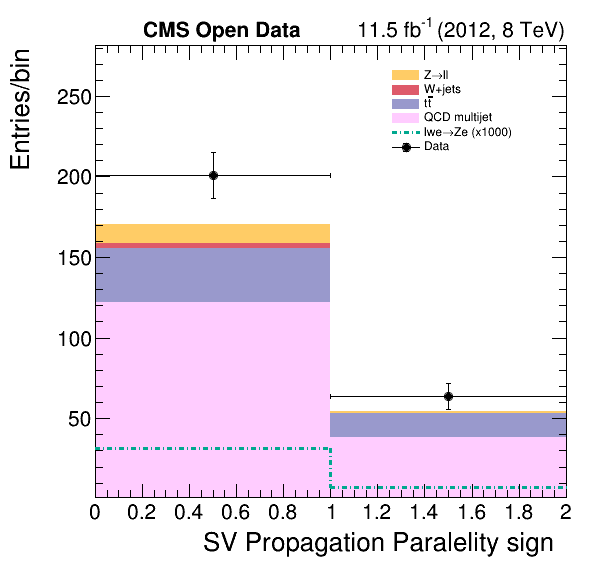 CMS Open Data
11.5 fb⁻¹ (2012, 8 TeV)
Entries/bin
Z→ll
W+jets
tt̅
QCD multijet
lwe→Ze (x1000)
Data
250
200
150
100
50
0 0.2 0.4 0.6 0.8 1 1.2 1.4 1.6 1.8 2
SV Propagation Paralelity sign